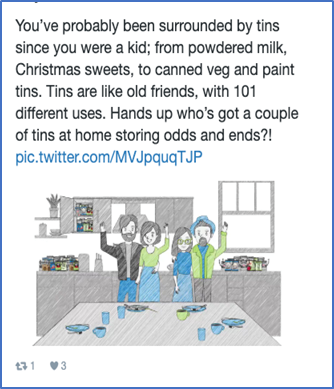 You've probably been surrounded by tins
since you were a kid; from powdered milk,
Christmas sweets, to canned veg and paint
tins. Tins are like old friends, with 101
different uses. Hands up who's got a couple
of tins at home storing odds and ends?!
pic.twitter.com/MVJpquqTJP
1 3